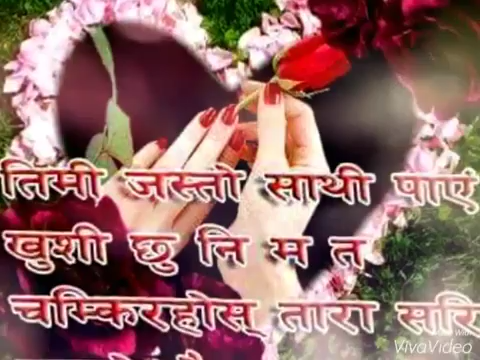 तिमी जस्तो साथी पाएं
खुशी छु नि म त
चम्किरहोस् तारा सरि
VivaVideo